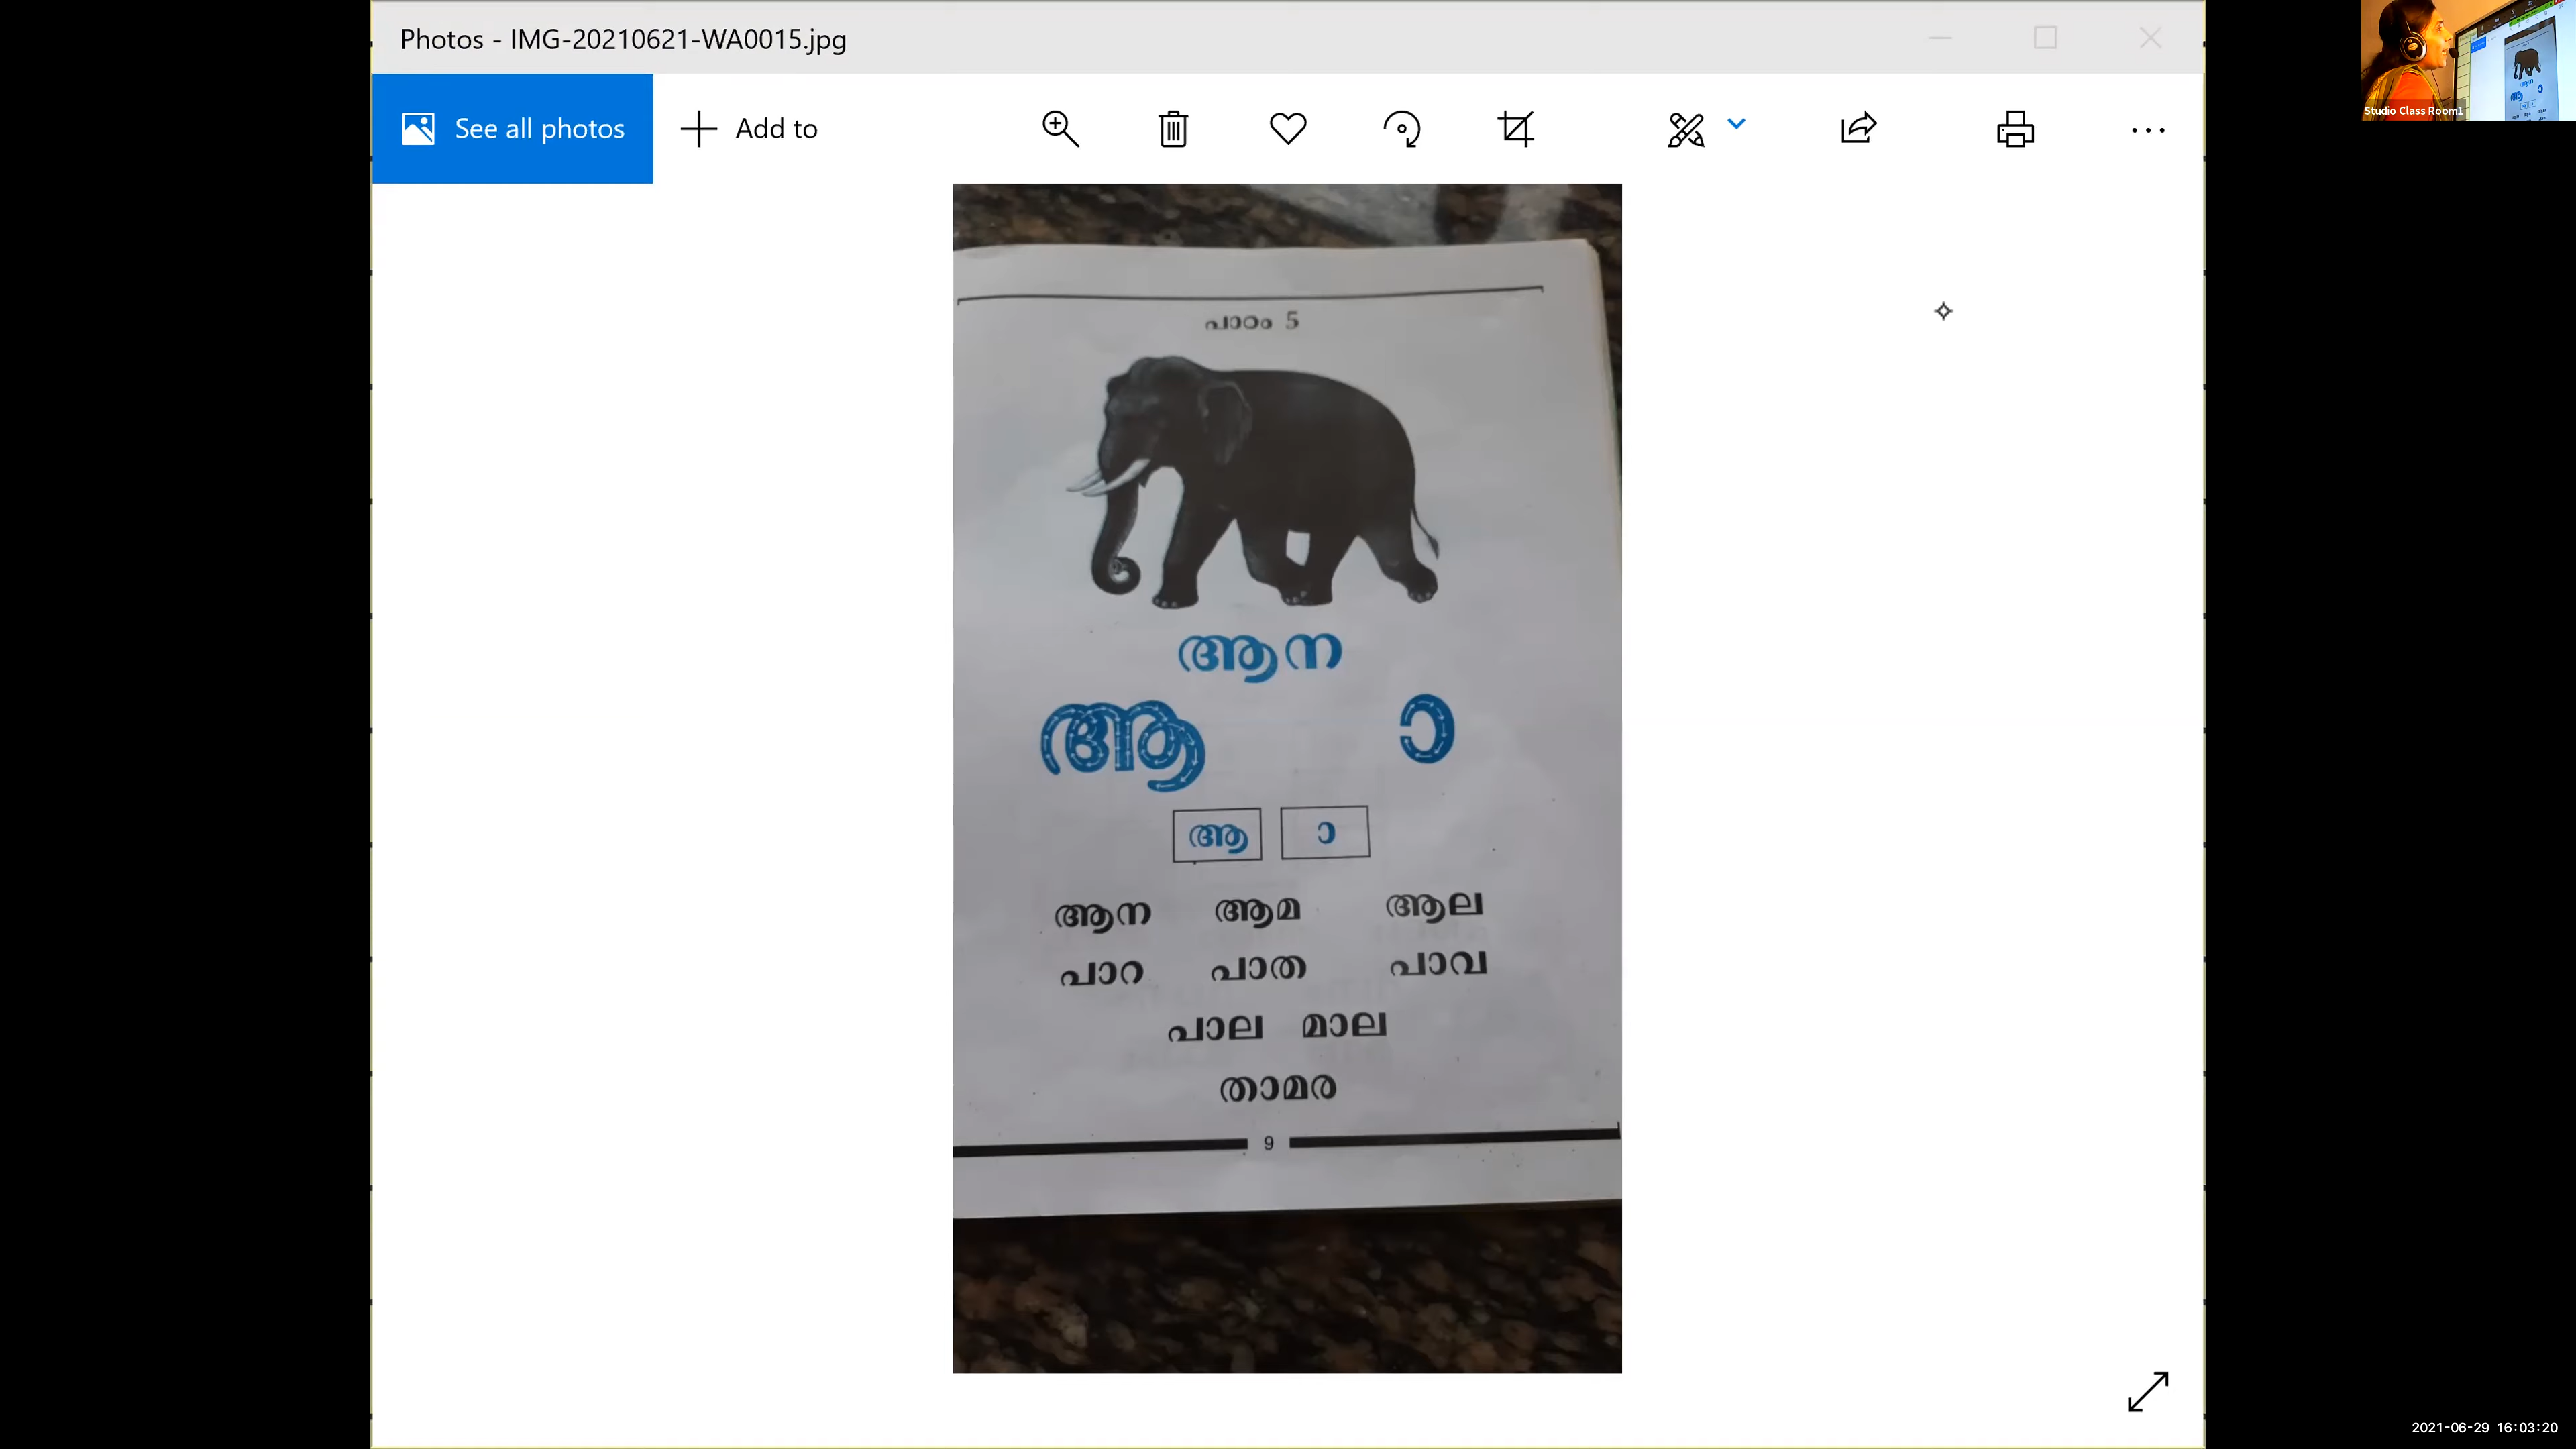 Photos - IMG-20210621-WA0015.jpg
See all photos Add to
Studio Class Room1
പാഠം 5
ആന
ആ ാ
ആ ാ
ആന ആമ ആല
പാറ പാത പാവ
പാല മാല
താമര
9
2021-06-29 16:03:20